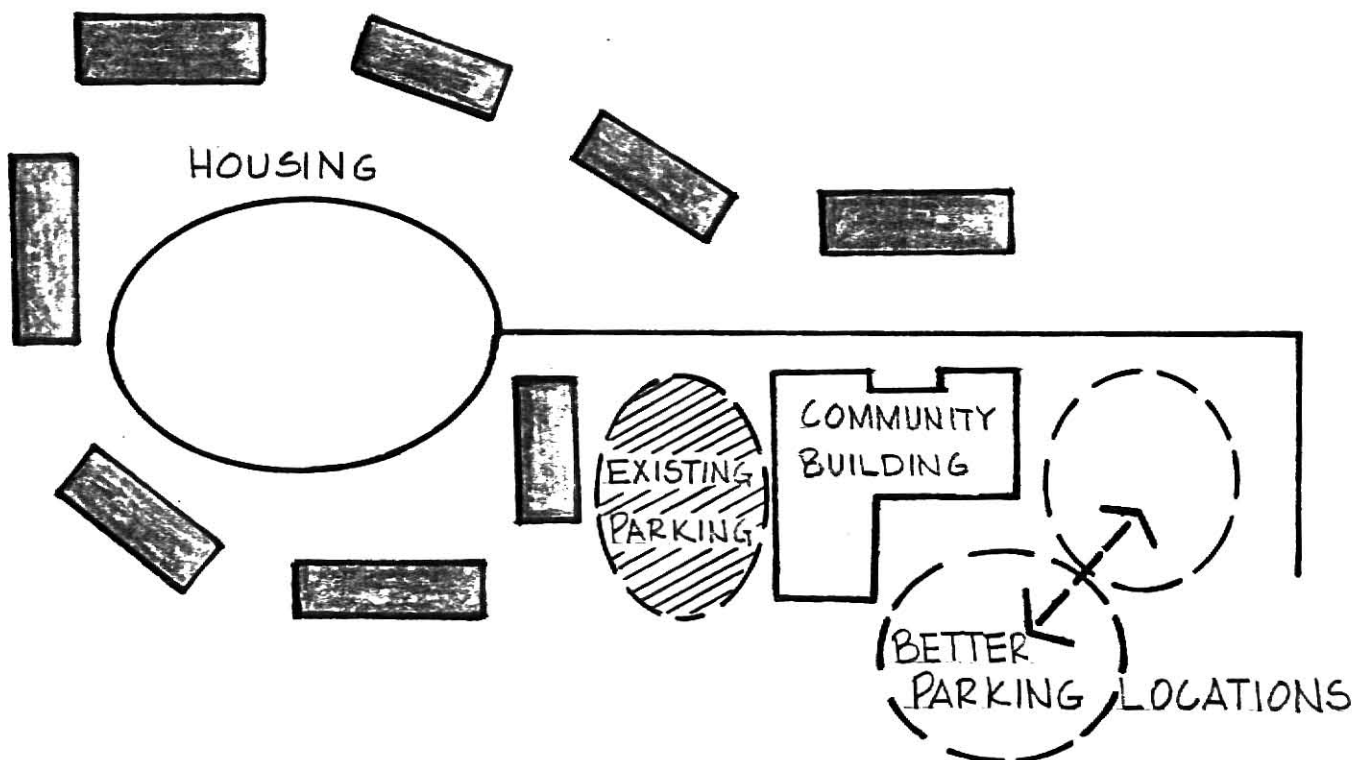 HOUSING
COMMUNITY
BUILDING
EXISTING
PARKING
BETTER
PARKING LOCATIONS